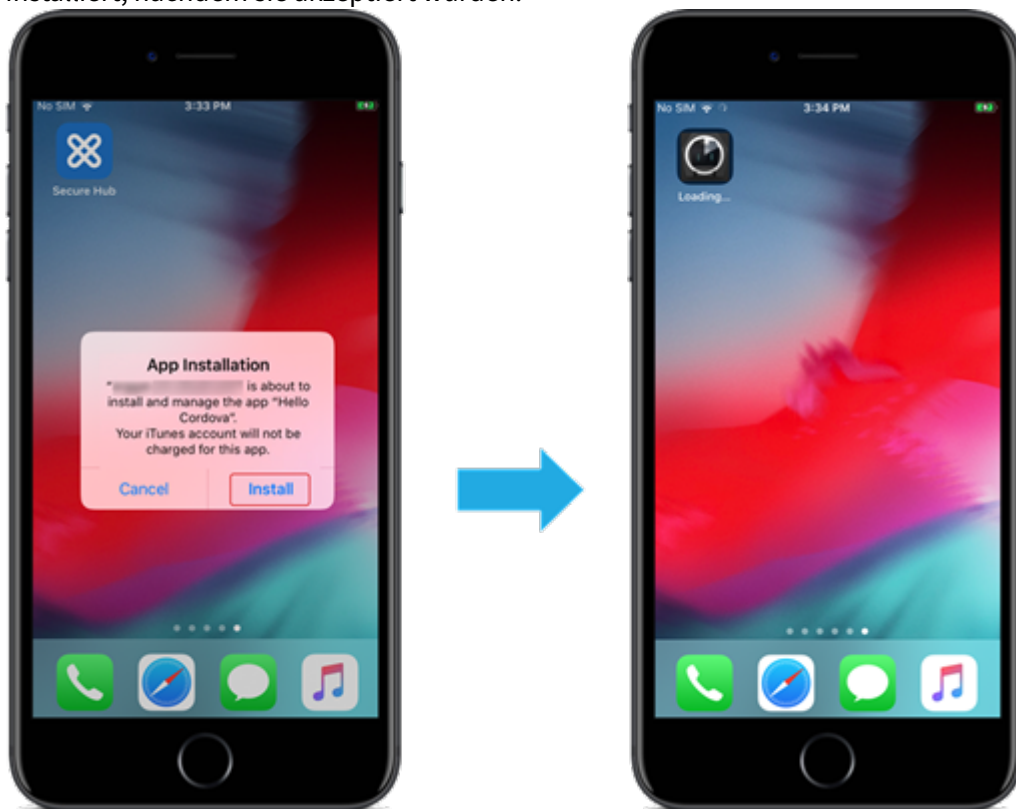 installiert, nachdem sie akzeptiert wurden.
No SIM 3:33 PM
Secure Hub
App Installation
" is about to
install and manage the app "Hello
Cordova".
Your iTunes account will not be
charged for this app.
Cancel Install
No SIM 3:34 PM
Loading...